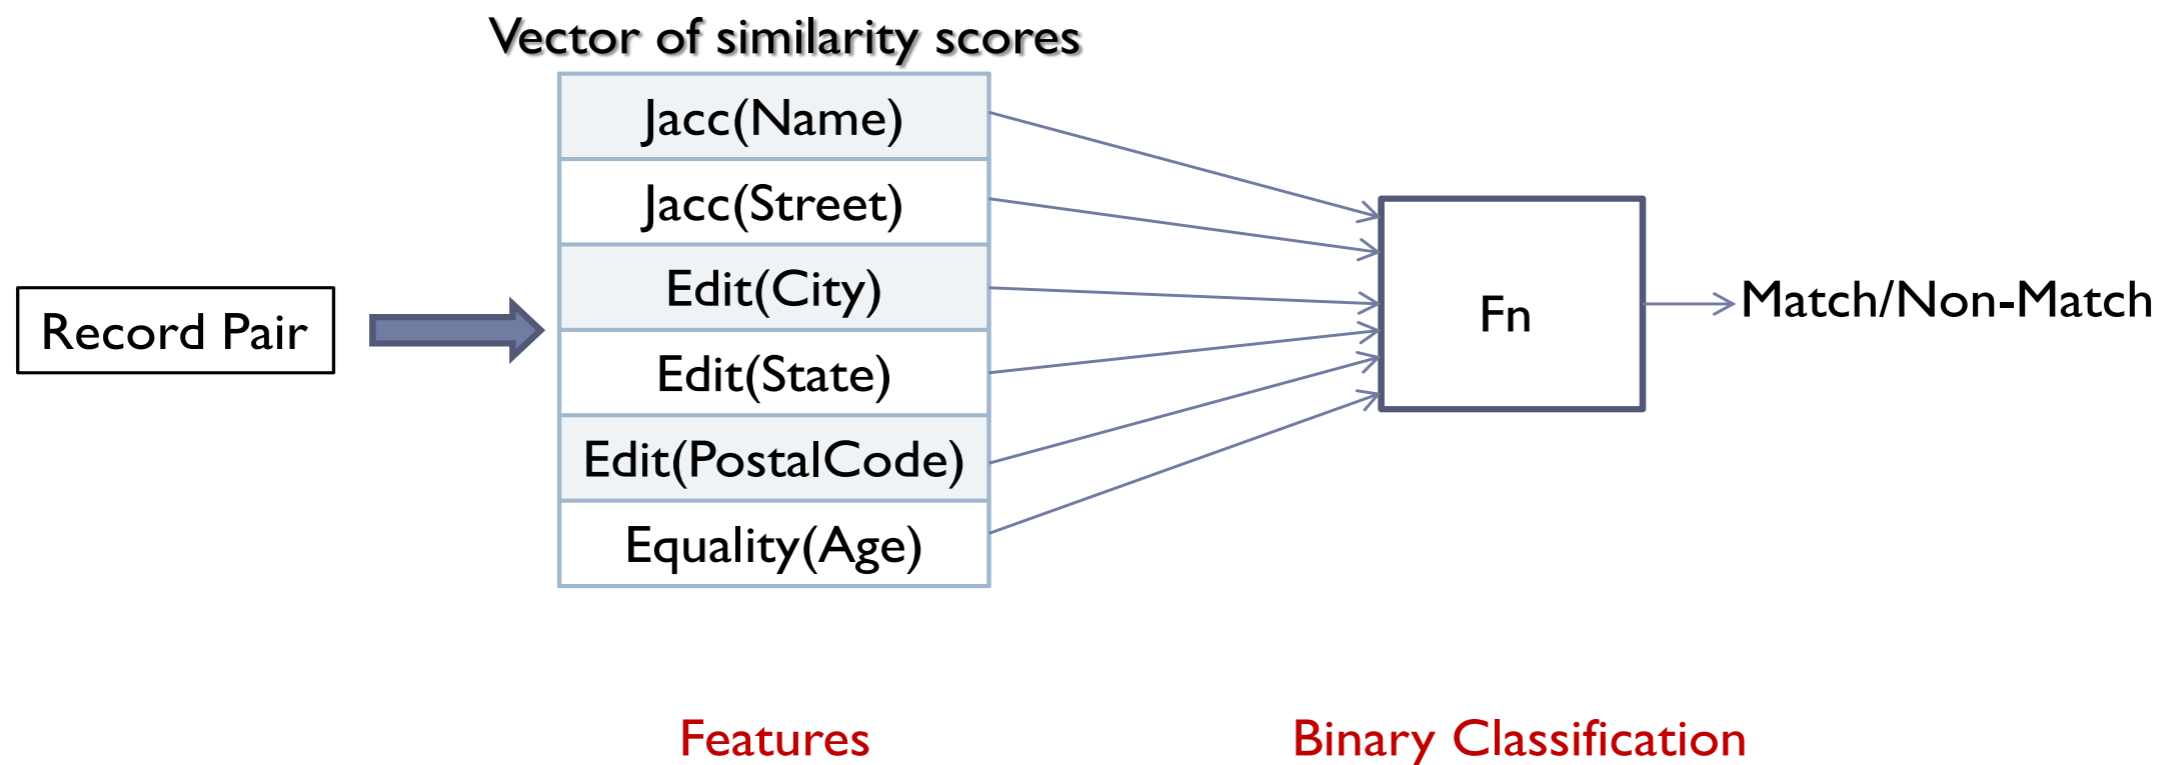 Vector of similarity scores
Jacc(Name)
Jacc(Street)
Edit(City)
Edit(State)
Edit(PostalCode)
Equality(Age)
Record Pair
Fn
Match/Non-Match
Features
Binary Classification